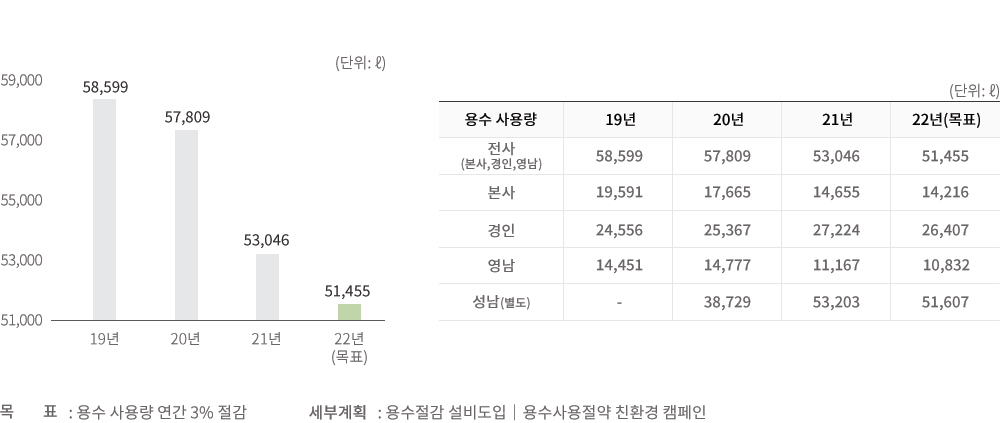 (단위: ℓ)
59,000
57,000
55,000
53,000
51,000
58,599
57,809
53,046
51,455
19년
20년
21년
22년
(목표)
(단위: ℓ)
용수 사용량 19년 20년 21년 22년(목표)
전사
(본사,경인,영남) 58,599 57,809 53,046 51,455
본사 19,591 17,665 14,655 14,216
경인 24,556 25,367 27,224 26,407
영남 14,451 14,777 11,167 10,832
성남(별도) - 38,729 53,203 51,607
목 표 : 용수 사용량 연간 3% 절감
세부계획 : 용수절감 설비도입 | 용수사용절약 친환경 캠페인